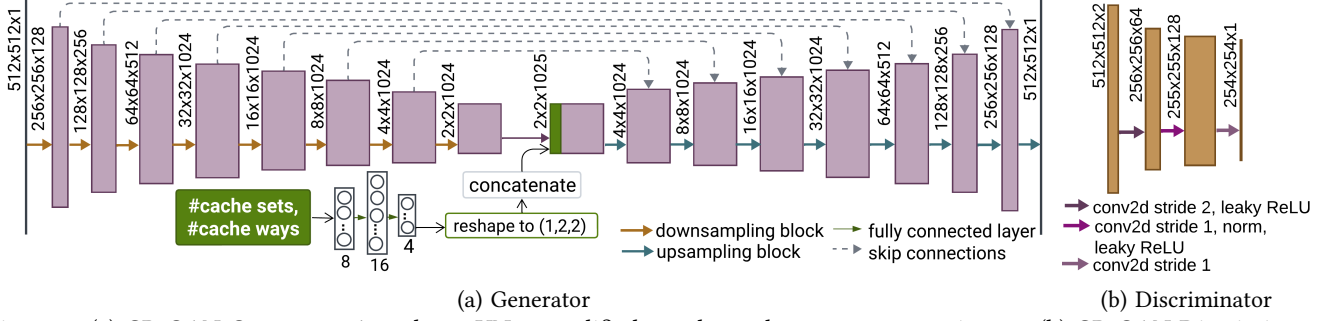 512x512x1
256x256x128
128x128x256
64x64x512
32x32x1024
16x16x1024
8x8x1024
4x4x1024
2x2x1024
2x2x1025
4x4x1024
8x8x1024
16x16x1024
32x32x1024
64x64x512
128x128x256
256x256x128
512x512x1
#cache sets,
#cache ways
8
16
4
concatenate
reshape to (1,2,2)
downsampling block
upsampling block
fully connected layer
skip connections
(a) Generator
512x512x2
256x256x64
255x255x128
254x254x1
conv2d stride 2, leaky ReLU
conv2d stride 1, norm,
leaky ReLU
conv2d stride 1
(b) Discriminator